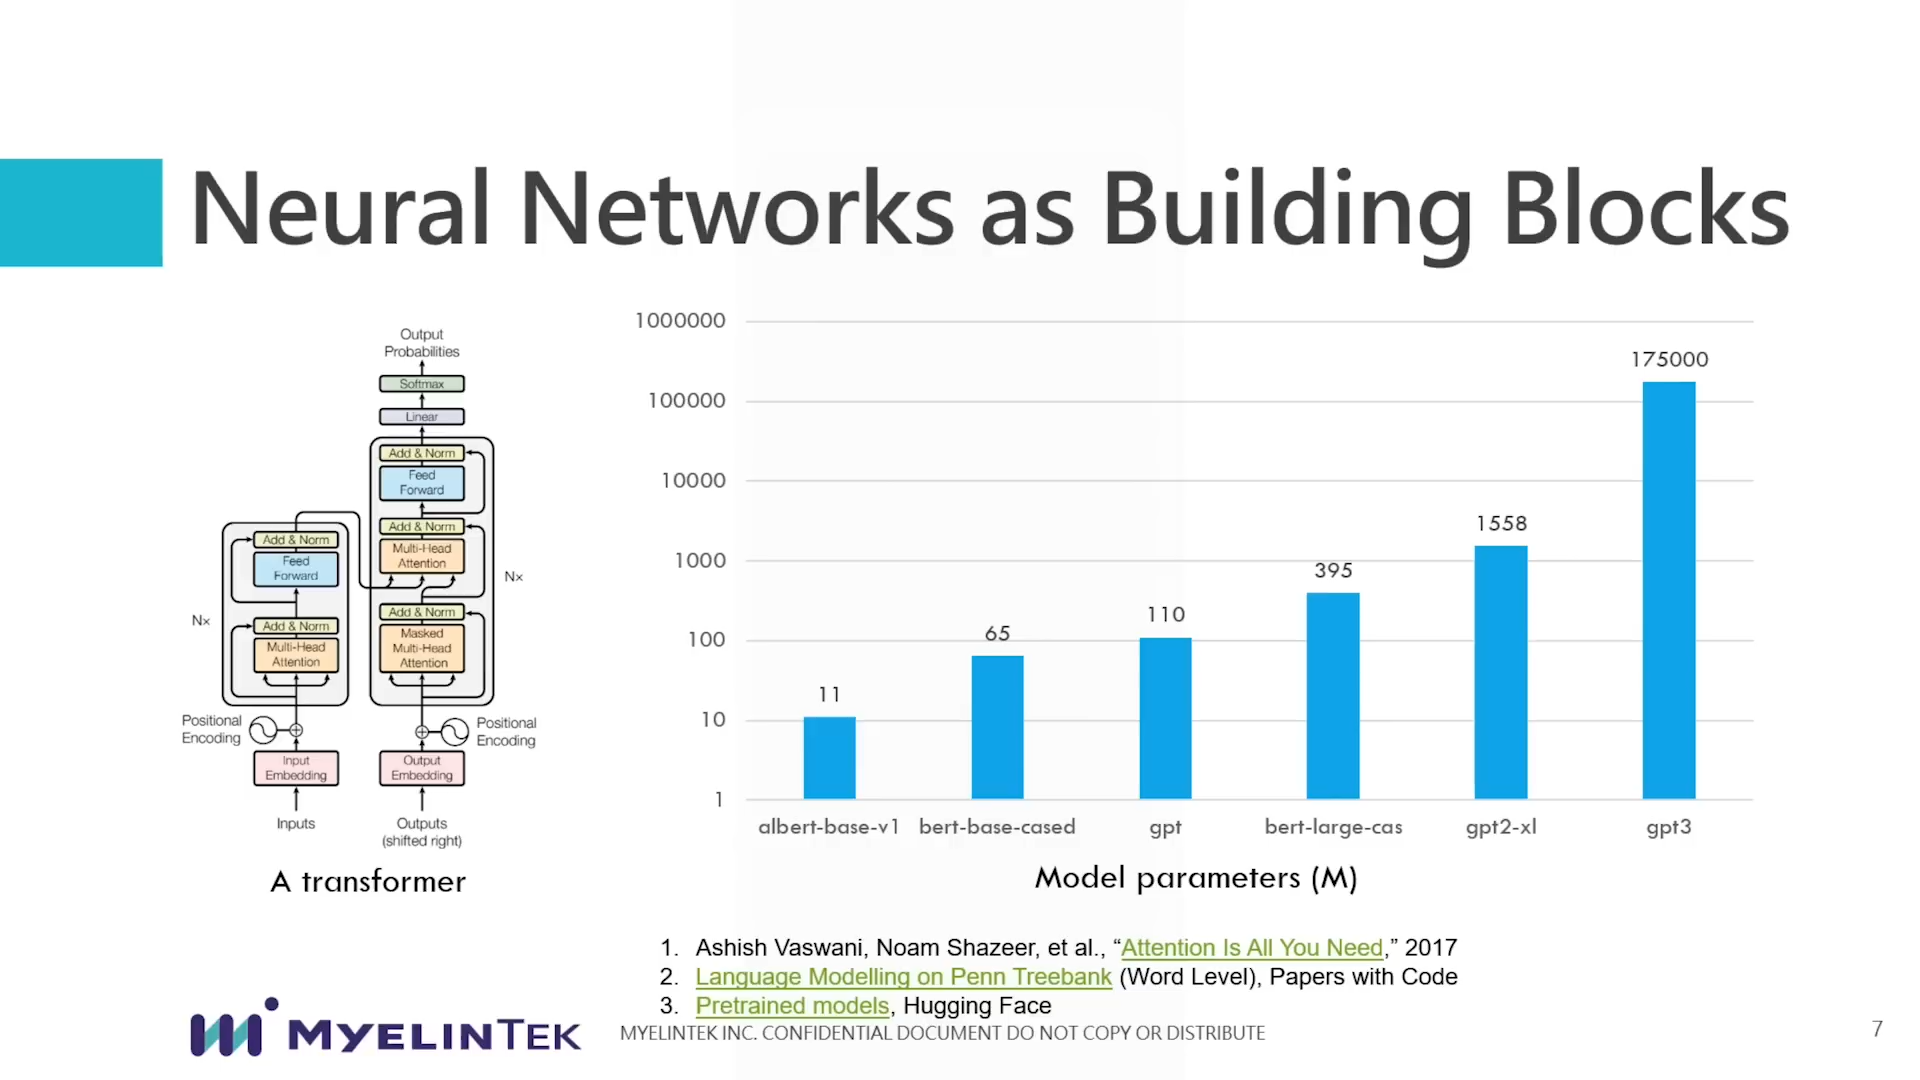 Neural Networks as Building Blocks
Output
Probabilities
Softmax
Linear
Add & Norm
Feed
Forward
Add & Norm
Multi-Head
Attention
Nx
Add & Norm
Masked
Multi-Head
Attention
Add & Norm
Feed
Forward
Nx
Add & Norm
Multi-Head
Attention
Positional
Encoding
Positional
Encoding
Input
Embedding
Output
Embedding
Inputs
Outputs
(shifted right)
A transformer
1000000
100000
10000
1000
100
10
1
11
65
110
395
1558
175000
albert-base-v1
bert-base-cased
gpt
bert-large-cas
gpt2-xl
gpt3
Model parameters (M)
1. Ashish Vaswani, Noam Shazeer, et al., “Attention Is All You Need,” 2017
2. Language Modelling on Penn Treebank (Word Level), Papers with Code
3. Pretrained models, Hugging Face
MYELINTEK
MYELINTEK INC. CONFIDENTIAL DOCUMENT DO NOT COPY OR DISTRIBUTE
7